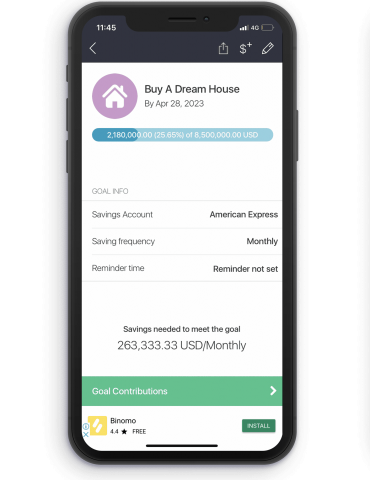 11:45
4G
$+
Buy A Dream House
By Apr 28, 2023
2,180,000.00 (25.65%) of 8,500,000.00 USD
GOAL INFO
Savings Account American Express
Saving frequency Monthly
Reminder time Reminder not set
Savings needed to meet the goal
263,333.33 USD/Monthly
Goal Contributions
Binomo
4.4 ★ FREE
INSTALL